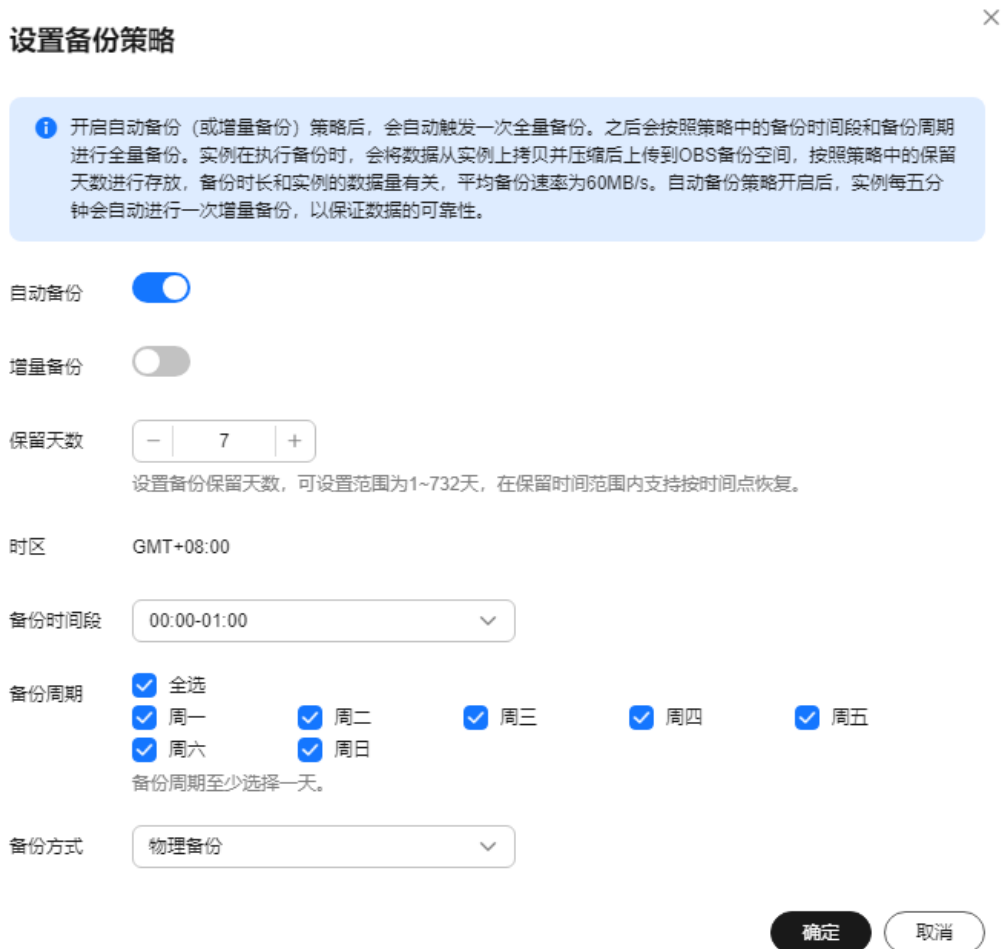 设置备份策略
开启自动备份（或增量备份）策略后，会自动触发一次全量备份。之后会按照策略中的备份时间段和备份周期
进行全量备份。实例在执行备份时，会将数据从实例上拷贝并压缩后上传到OBS备份空间，按照策略中的保留
天数进行存放，备份时长和实例的数据量有关，平均备份速率为60MB/s。自动备份策略开启后，实例每五分
钟会自动进行一次增量备份，以保证数据的可靠性。
自动备份
增量备份
保留天数 − 7 +
设置备份保留天数，可设置范围为1~732天，在保留时间范围内支持按时间点恢复。
时区 GMT+08:00
备份时间段 00:00-01:00
备份周期 全选
周一 周二 周三 周四 周五
周六 周日
备份周期至少选择一天。
备份方式 物理备份
确定 取消